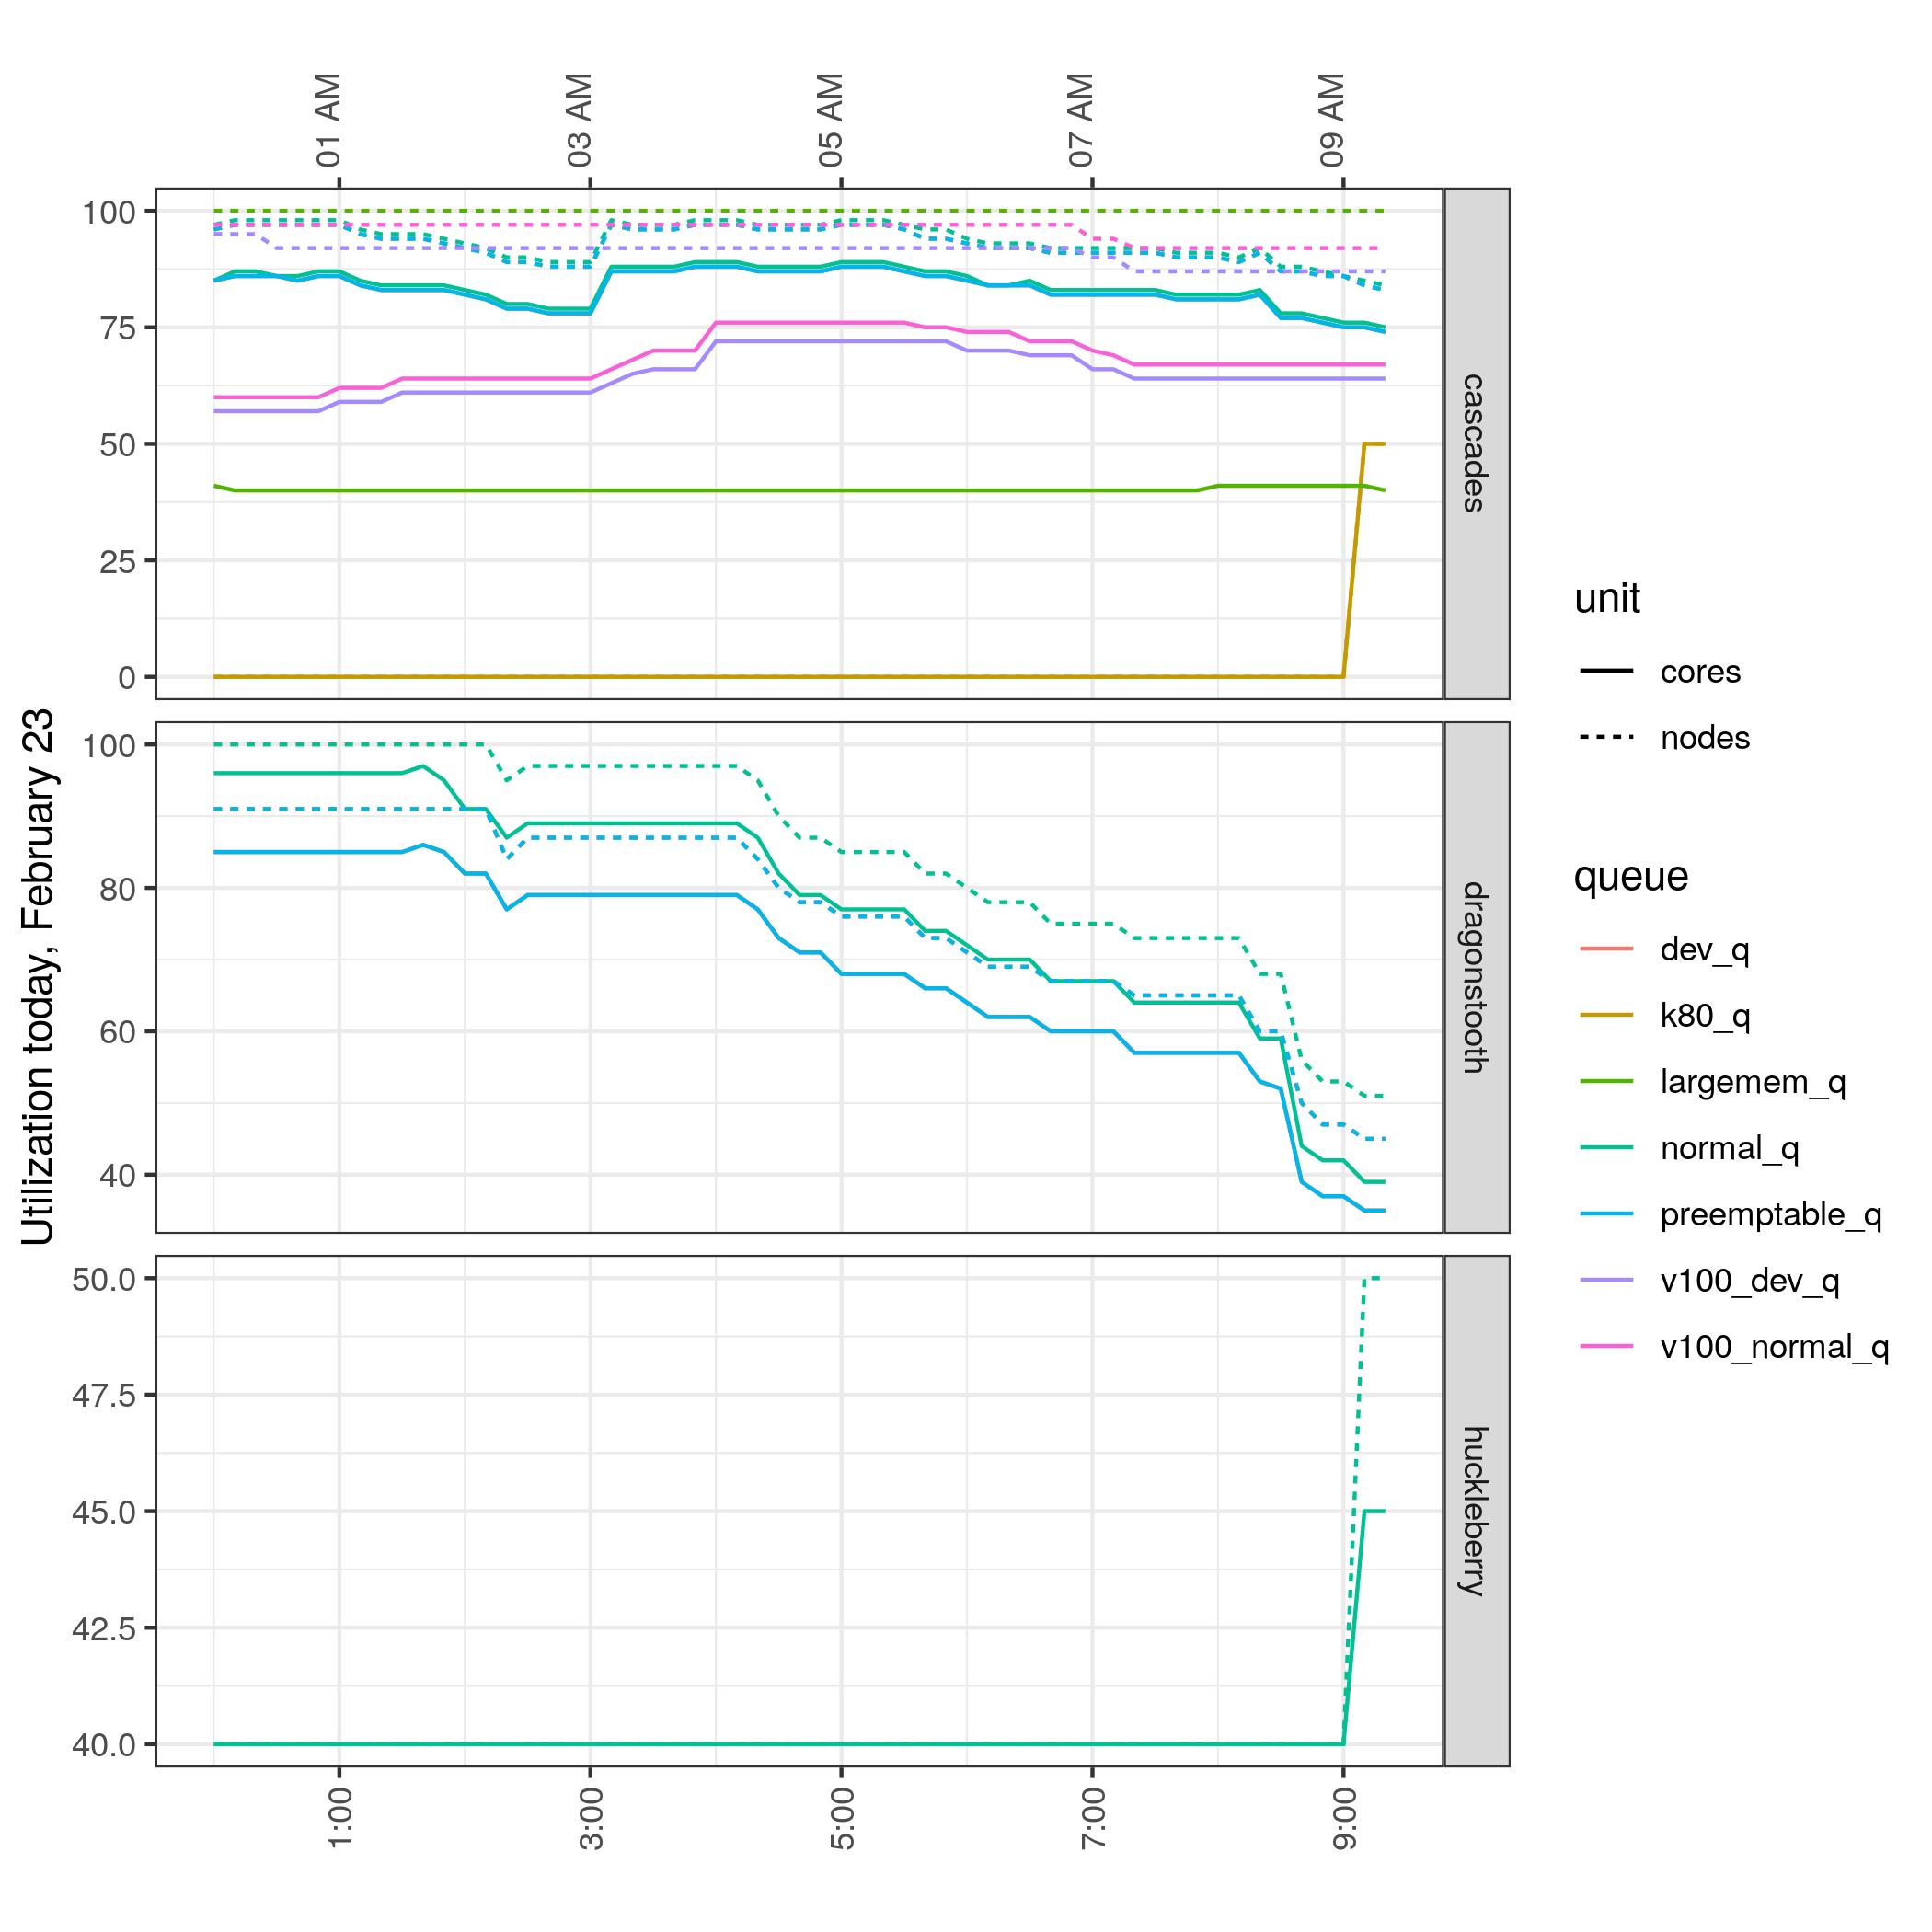 01 AM
03 AM
05 AM
07 AM
09 AM
Utilization today, February 23
100
75
50
25
0
cascades
100
80
60
40
dragonstooth
50.0
47.5
45.0
42.5
40.0
huckleberry
1:00
3:00
5:00
7:00
9:00
unit
cores
nodes
queue
dev_q
k80_q
largemem_q
normal_q
preemptable_q
v100_dev_q
v100_normal_q